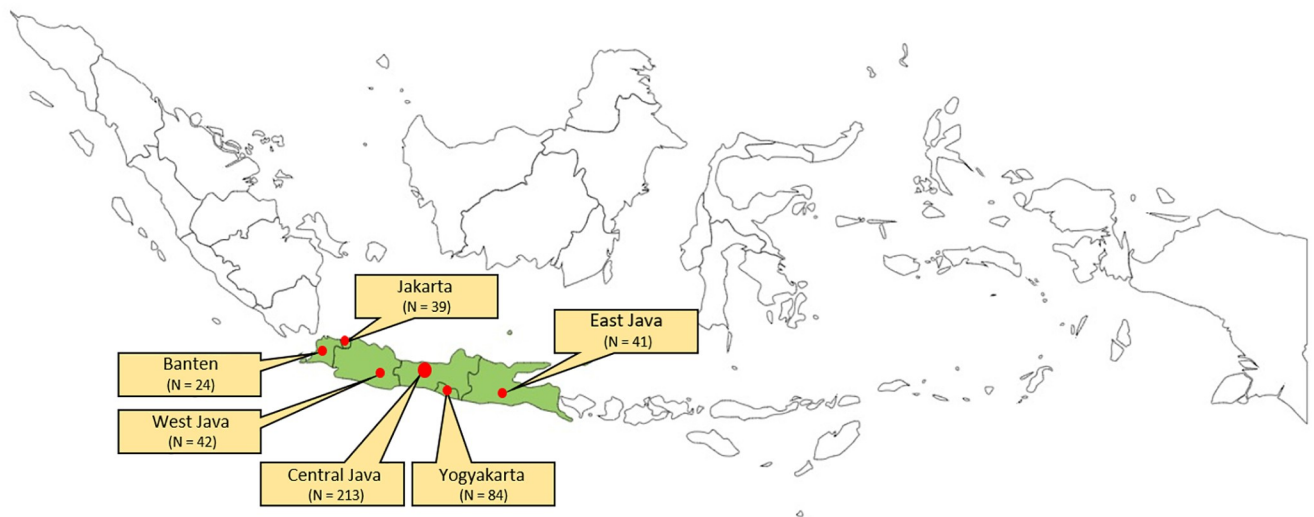 Jakarta
(N = 39)
East Java
(N = 41)
Banten
(N = 24)
West Java
(N = 42)
Central Java
(N = 213)
Yogyakarta
(N = 84)